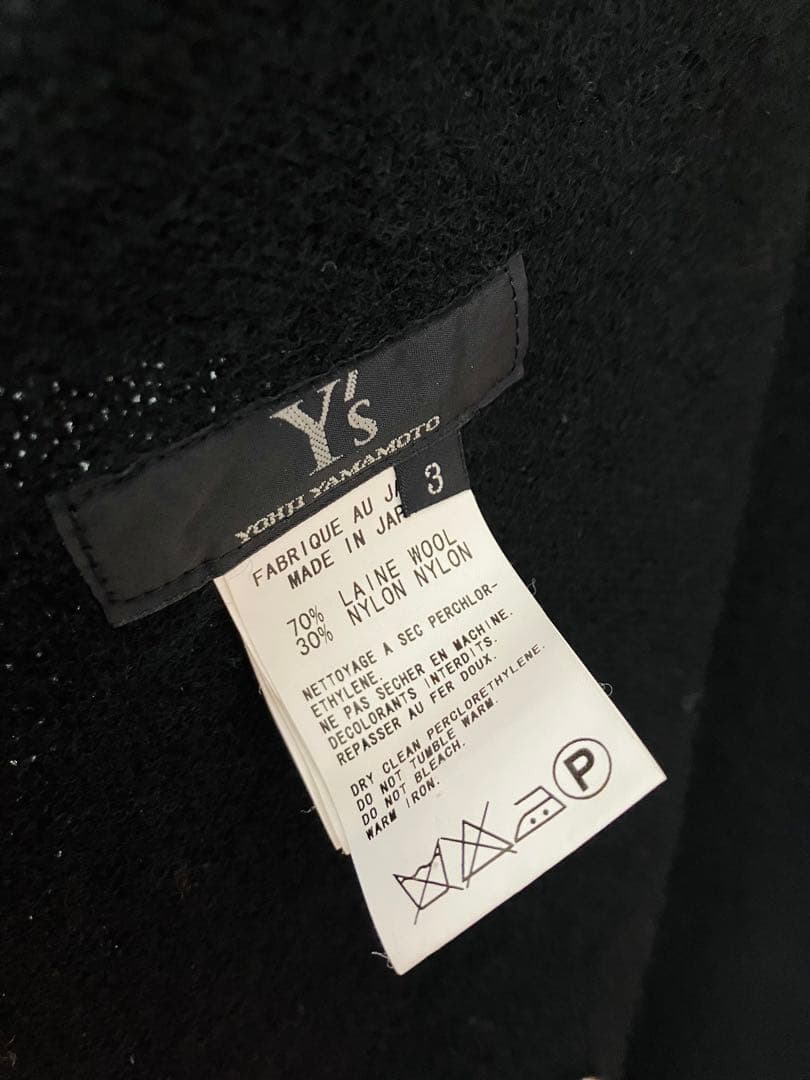 Y's
YOHJI YAMAMOTO
3
FABRIQUE AU
MADE IN
70% LAINE WOOL
30% NYLON NYLON
NETTOYAGE A SEC PERCHLOR-
ETHYLENE.
NE PAS SECHER EN MACHINE.
DECOLORANTS INTERDITS.
REPASSER AU FER DOUX.
DRY CLEAN PERCLORETHYLENE.
DO NOT TUMBLE WARM.
DO NOT BLEACH.
WARM IRON.
P